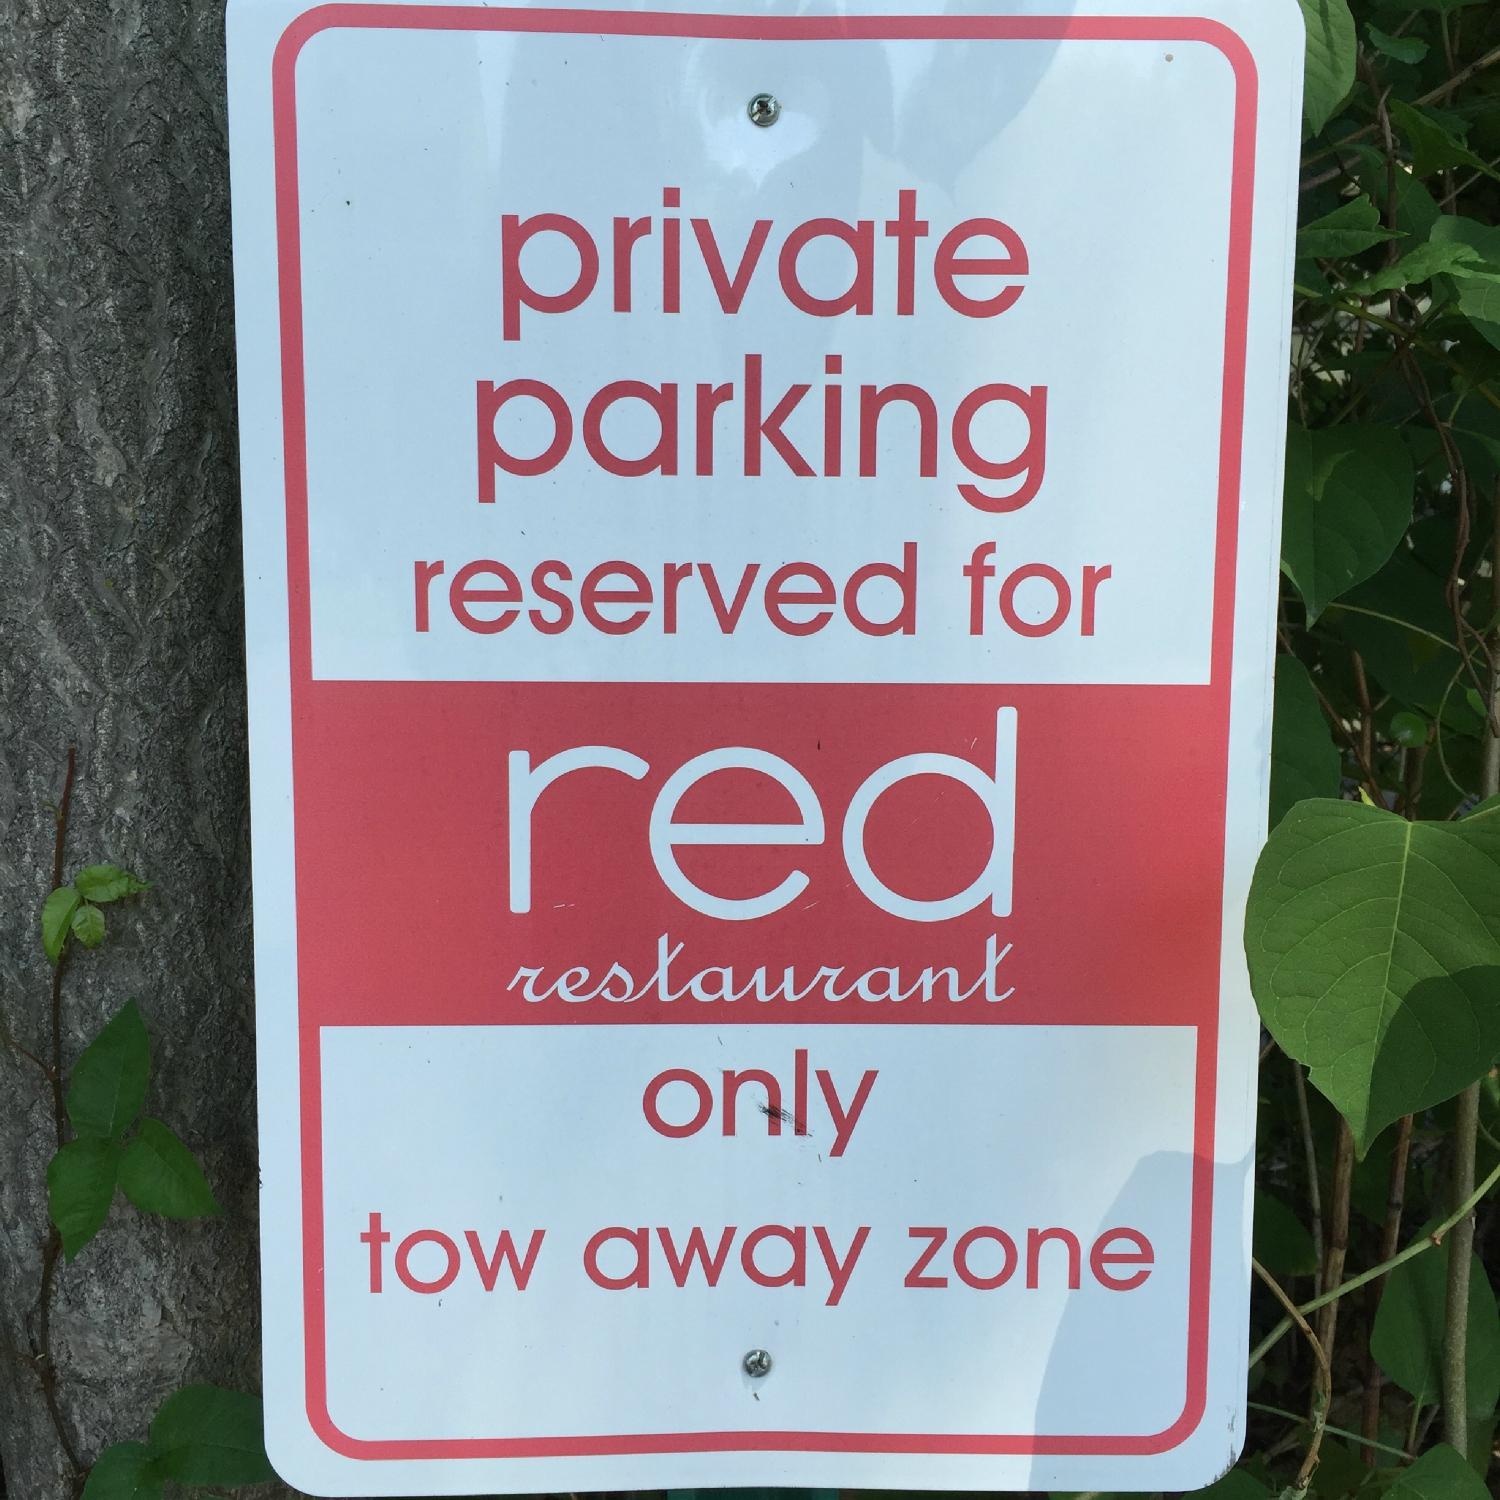 private
parking
reserved for
red
restaurant
only
tow away zone